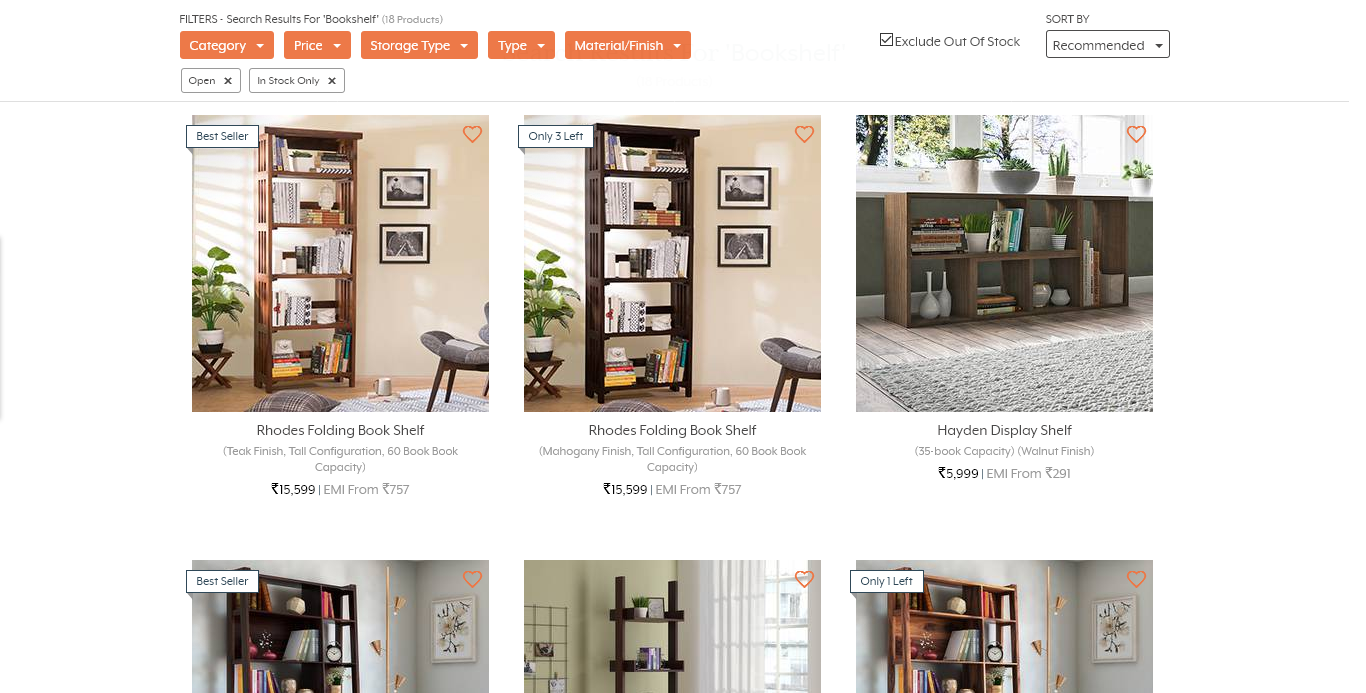 FILTERS - Search Results For 'Bookshelf' (18 Products)
SORT BY
Category
Price
Storage Type
Type
Material/Finish
Exclude Out Of Stock
Recommended
Open ✕
In Stock Only ✕
Best Seller
Only 3 Left
Rhodes Folding Book Shelf
(Teak Finish, Tall Configuration, 60 Book Book
Capacity)
₹15,599 | EMI From ₹757
Rhodes Folding Book Shelf
(Mahogany Finish, Tall Configuration, 60 Book Book
Capacity)
₹15,599 | EMI From ₹757
Hayden Display Shelf
(35-book Capacity) (Walnut Finish)
₹5,999 | EMI From ₹291
Best Seller
Only 1 Left